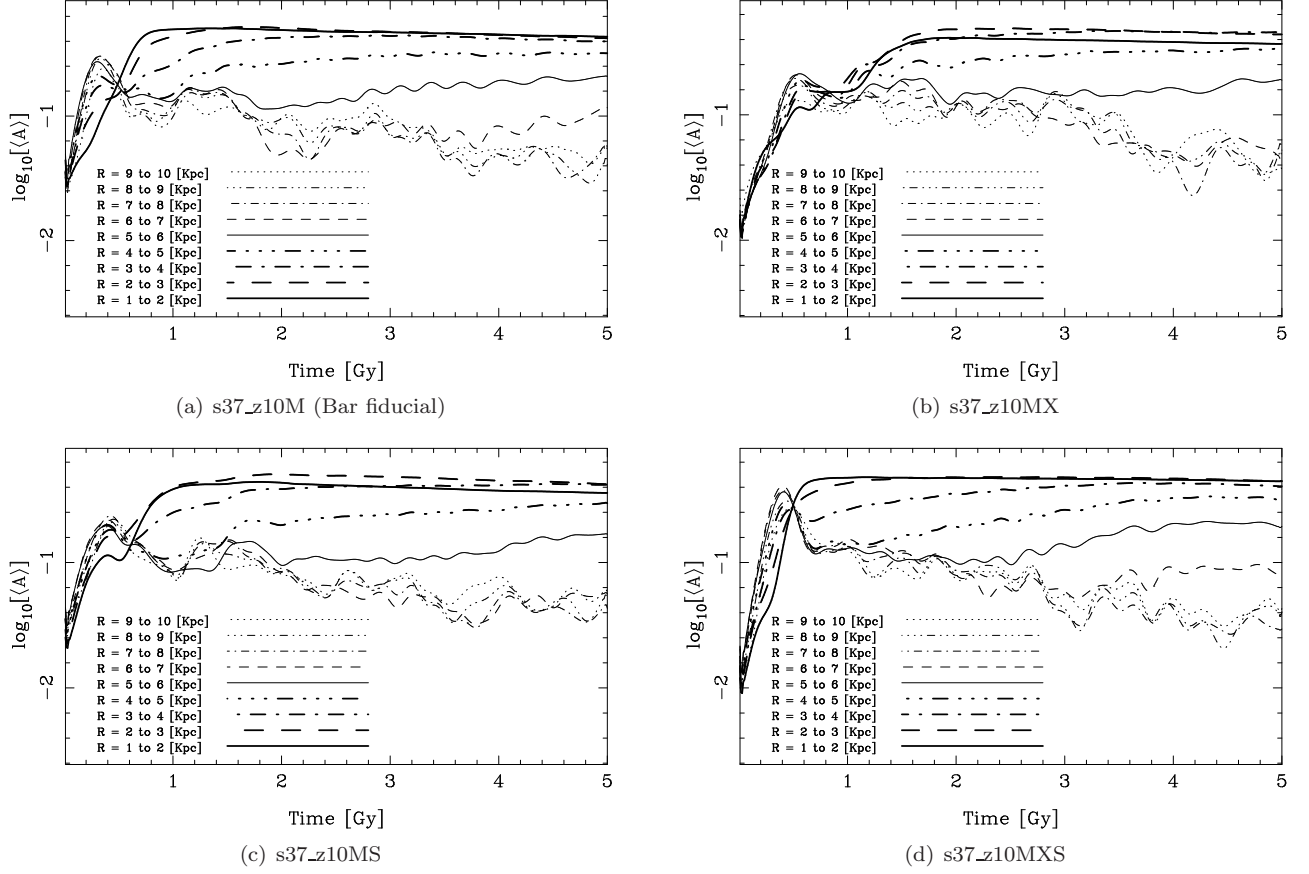 log10[⟨A⟩]
-1
-2
R = 9 to 10 [Kpc]
R = 8 to 9 [Kpc]
R = 7 to 8 [Kpc]
R = 6 to 7 [Kpc]
R = 5 to 6 [Kpc]
R = 4 to 5 [Kpc]
R = 3 to 4 [Kpc]
R = 2 to 3 [Kpc]
R = 1 to 2 [Kpc]
1 2 3 4 5
Time [Gy]
(a) s37_z10M (Bar fiducial)
log10[⟨A⟩]
-1
-2
R = 9 to 10 [Kpc]
R = 8 to 9 [Kpc]
R = 7 to 8 [Kpc]
R = 6 to 7 [Kpc]
R = 5 to 6 [Kpc]
R = 4 to 5 [Kpc]
R = 3 to 4 [Kpc]
R = 2 to 3 [Kpc]
R = 1 to 2 [Kpc]
1 2 3 4 5
Time [Gy]
(b) s37_z10MX
log10[⟨A⟩]
-1
-2
R = 9 to 10 [Kpc]
R = 8 to 9 [Kpc]
R = 7 to 8 [Kpc]
R = 6 to 7 [Kpc]
R = 5 to 6 [Kpc]
R = 4 to 5 [Kpc]
R = 3 to 4 [Kpc]
R = 2 to 3 [Kpc]
R = 1 to 2 [Kpc]
1 2 3 4 5
Time [Gy]
(c) s37_z10MS
log10[⟨A⟩]
-1
-2
R = 9 to 10 [Kpc]
R = 8 to 9 [Kpc]
R = 7 to 8 [Kpc]
R = 6 to 7 [Kpc]
R = 5 to 6 [Kpc]
R = 4 to 5 [Kpc]
R = 3 to 4 [Kpc]
R = 2 to 3 [Kpc]
R = 1 to 2 [Kpc]
1 2 3 4 5
Time [Gy]
(d) s37_z10MXS